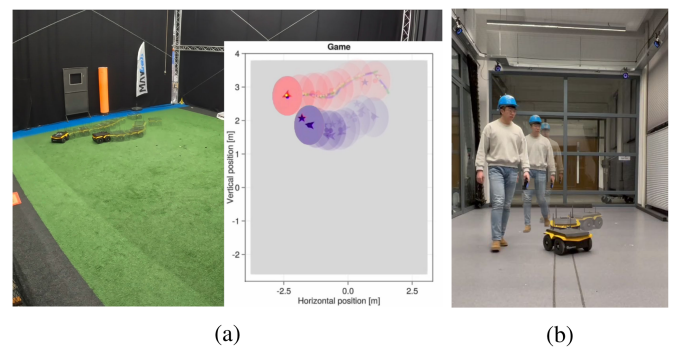 Game
4
3
2
1
0
-1
-2
Vertical position [m]
-2.5
0.0
2.5
Horizontal position [m]
(a)
(b)